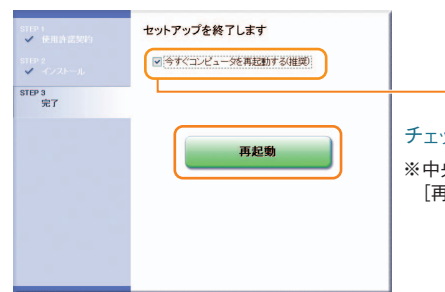 STEP 1
使用許諾契約
STEP 2
インストール
STEP 3
完了
セットアップを終了します
今すぐコンピュータを再起動する(推奨)
再起動
チェッ
※中央
[再